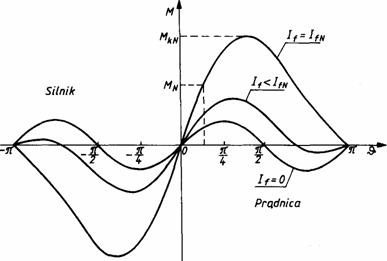 M
M_kN
I_f = I_fN
M_N
I_f < I_fN
Silnik
-π
-π/2
-π/4
0
π/4
π/2
π
ϑ
I_f = 0
Prądnica